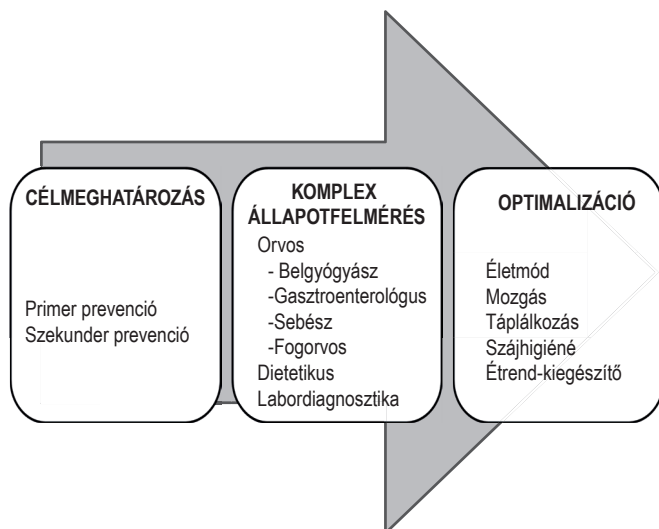 CÉLMEGHATÁROZÁS
Primer prevenció
Szekunder prevenció
KOMPLEX
ÁLLAPOTFELMÉRÉS
Orvos
- Belgyógyász
-Gasztroenterológus
-Sebész
-Fogorvos
Dietetikus
Labordiagnosztika
OPTIMALIZÁCIÓ
Életmód
Mozgás
Táplálkozás
Szájhigiéné
Étrend-kiegészítő